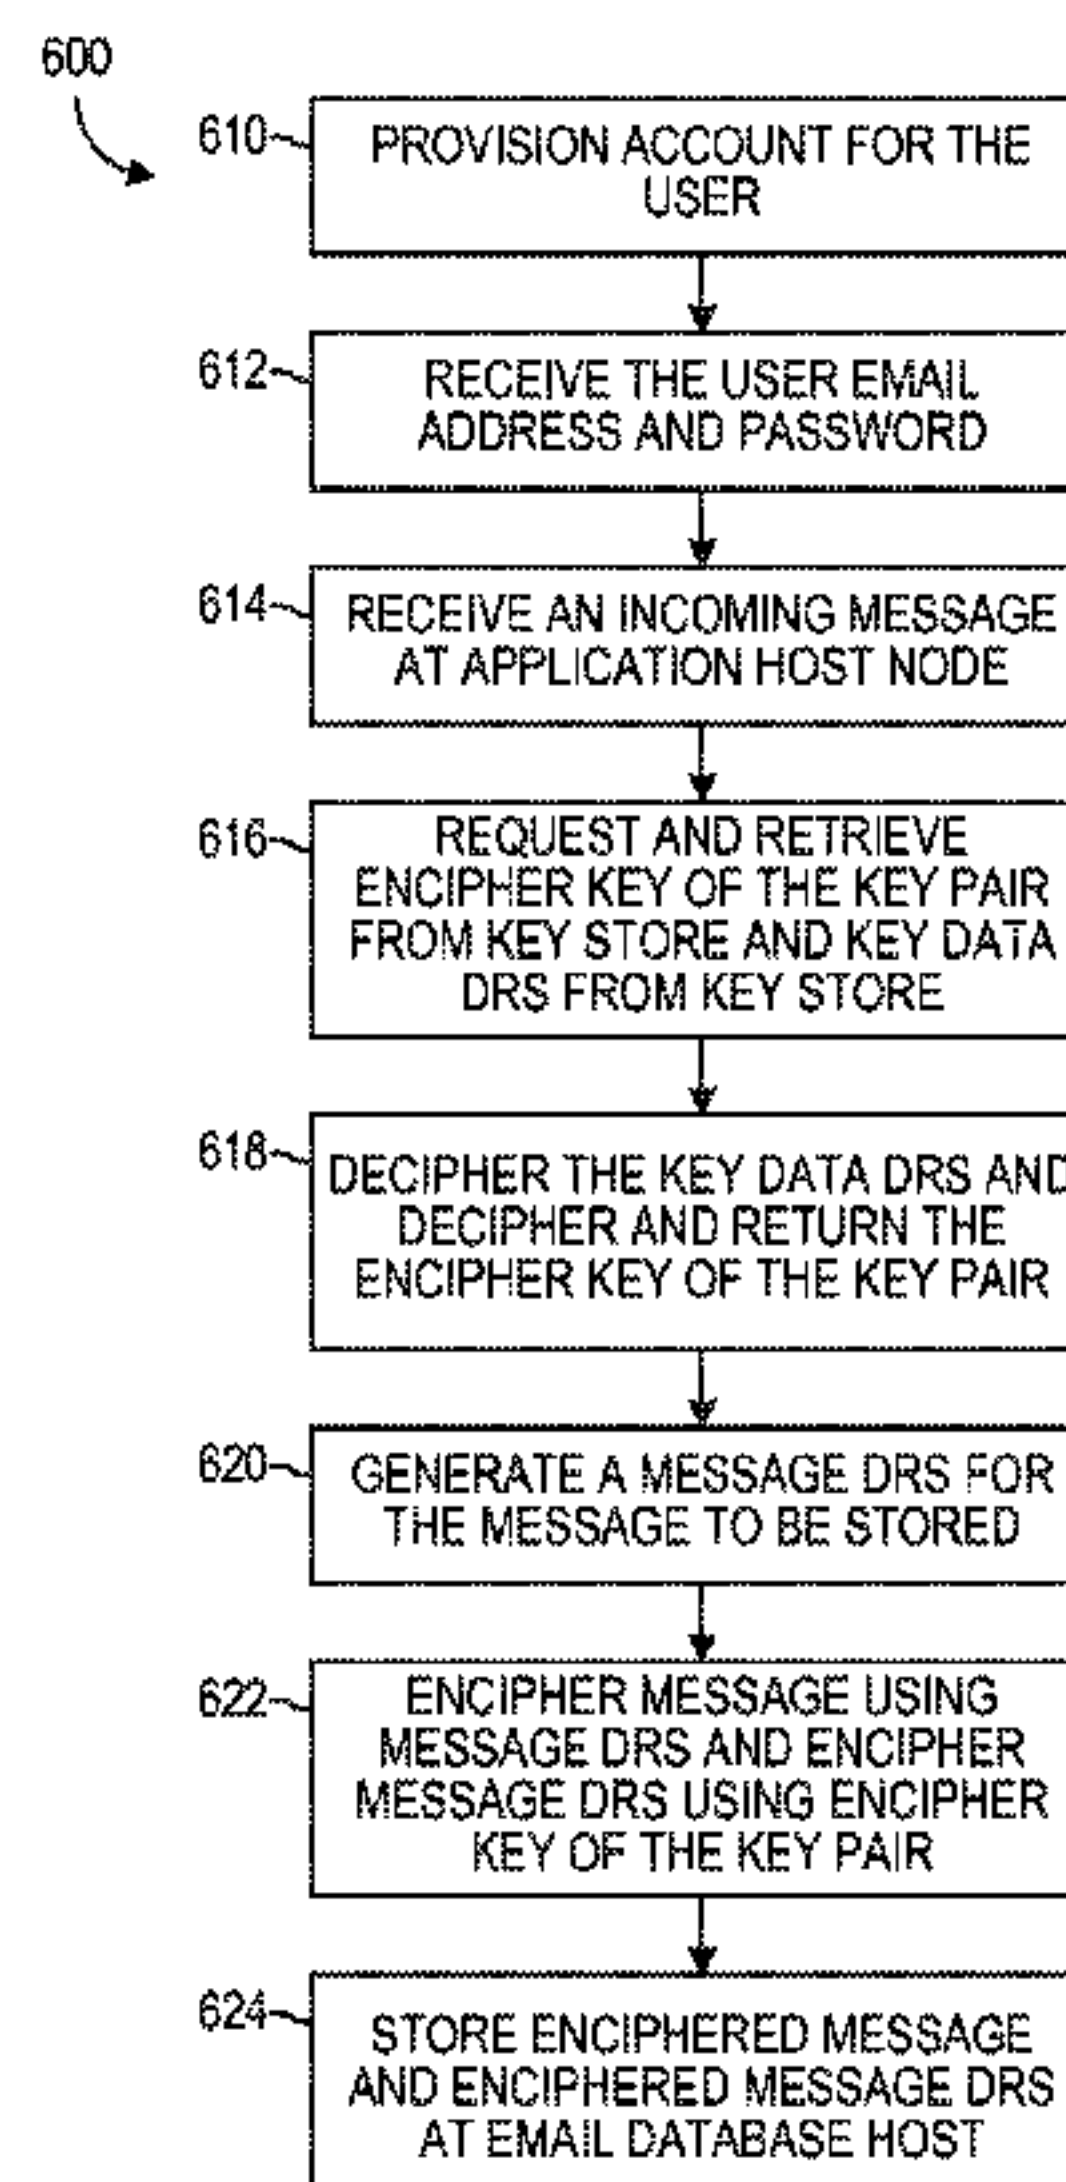 600
610
PROVISION ACCOUNT FOR THE
USER
612
RECEIVE THE USER EMAIL
ADDRESS AND PASSWORD
614
RECEIVE AN INCOMING MESSAGE
AT APPLICATION HOST NODE
616
REQUEST AND RETRIEVE
ENCIPHER KEY OF THE KEY PAIR
FROM KEY STORE AND KEY DATA
DRS FROM KEY STORE
618
DECIPHER THE KEY DATA DRS AND
DECIPHER AND RETURN THE
ENCIPHER KEY OF THE KEY PAIR
620
GENERATE A MESSAGE DRS FOR
THE MESSAGE TO BE STORED
622
ENCIPHER MESSAGE USING
MESSAGE DRS AND ENCIPHER
MESSAGE DRS USING ENCIPHER
KEY OF THE KEY PAIR
624
STORE ENCIPHERED MESSAGE
AND ENCIPHERED MESSAGE DRS
AT EMAIL DATABASE HOST